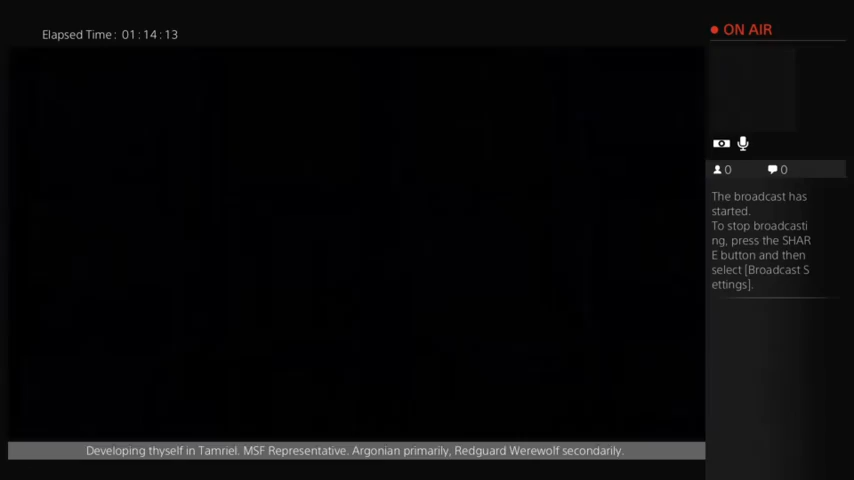 Elapsed Time: 01:14:13
ON AIR
0 0
The broadcast has
started.
To stop broadcasti
ng, press the SHAR
E button and then
select [Broadcast S
ettings].
Developing thyself in Tamriel. MSF Representative. Argonian primarily, Redguard Werewolf secondarily.